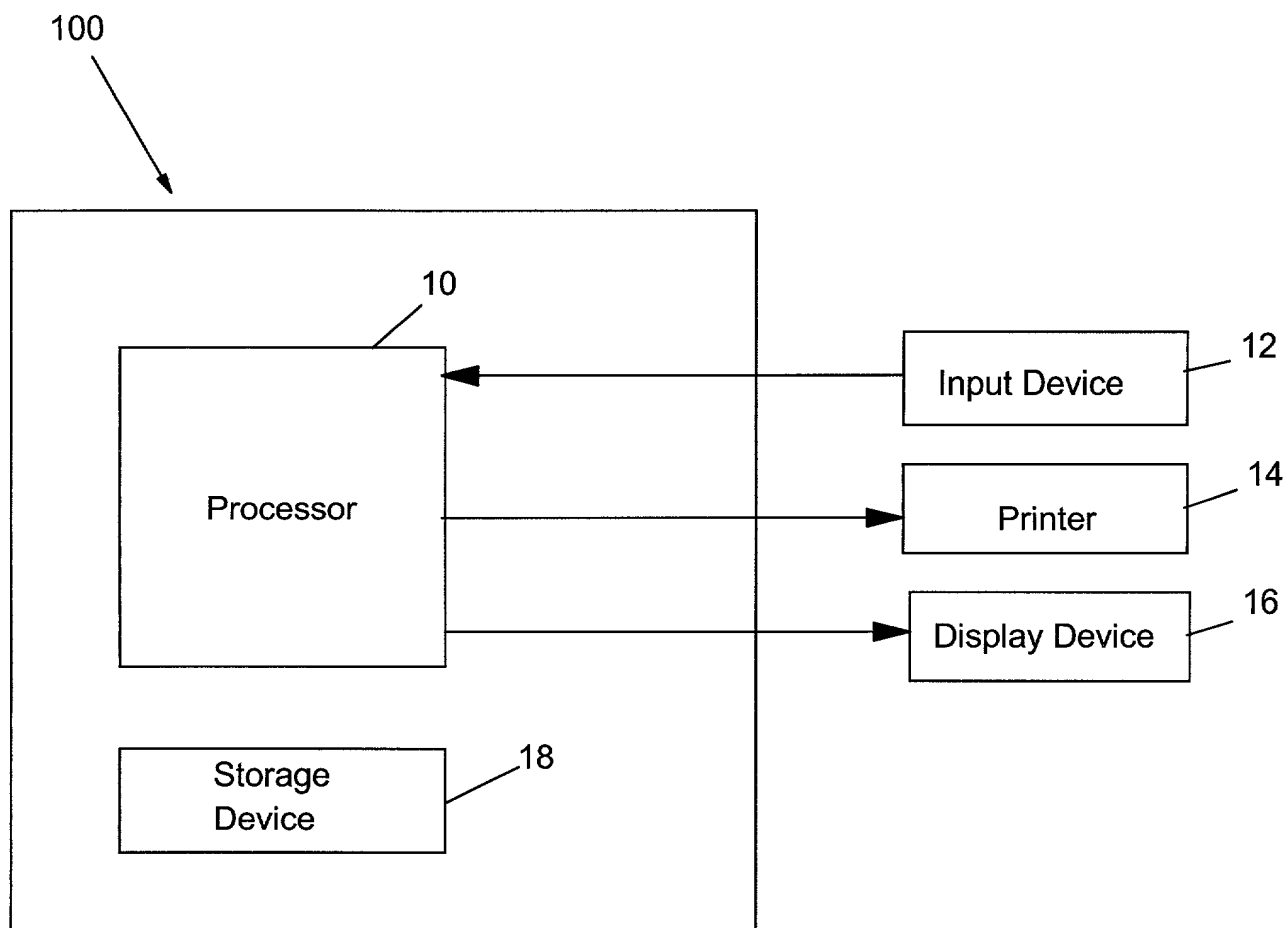 100
10
12
Input Device
14
Processor
Printer
16
Display Device
18
Storage
Device